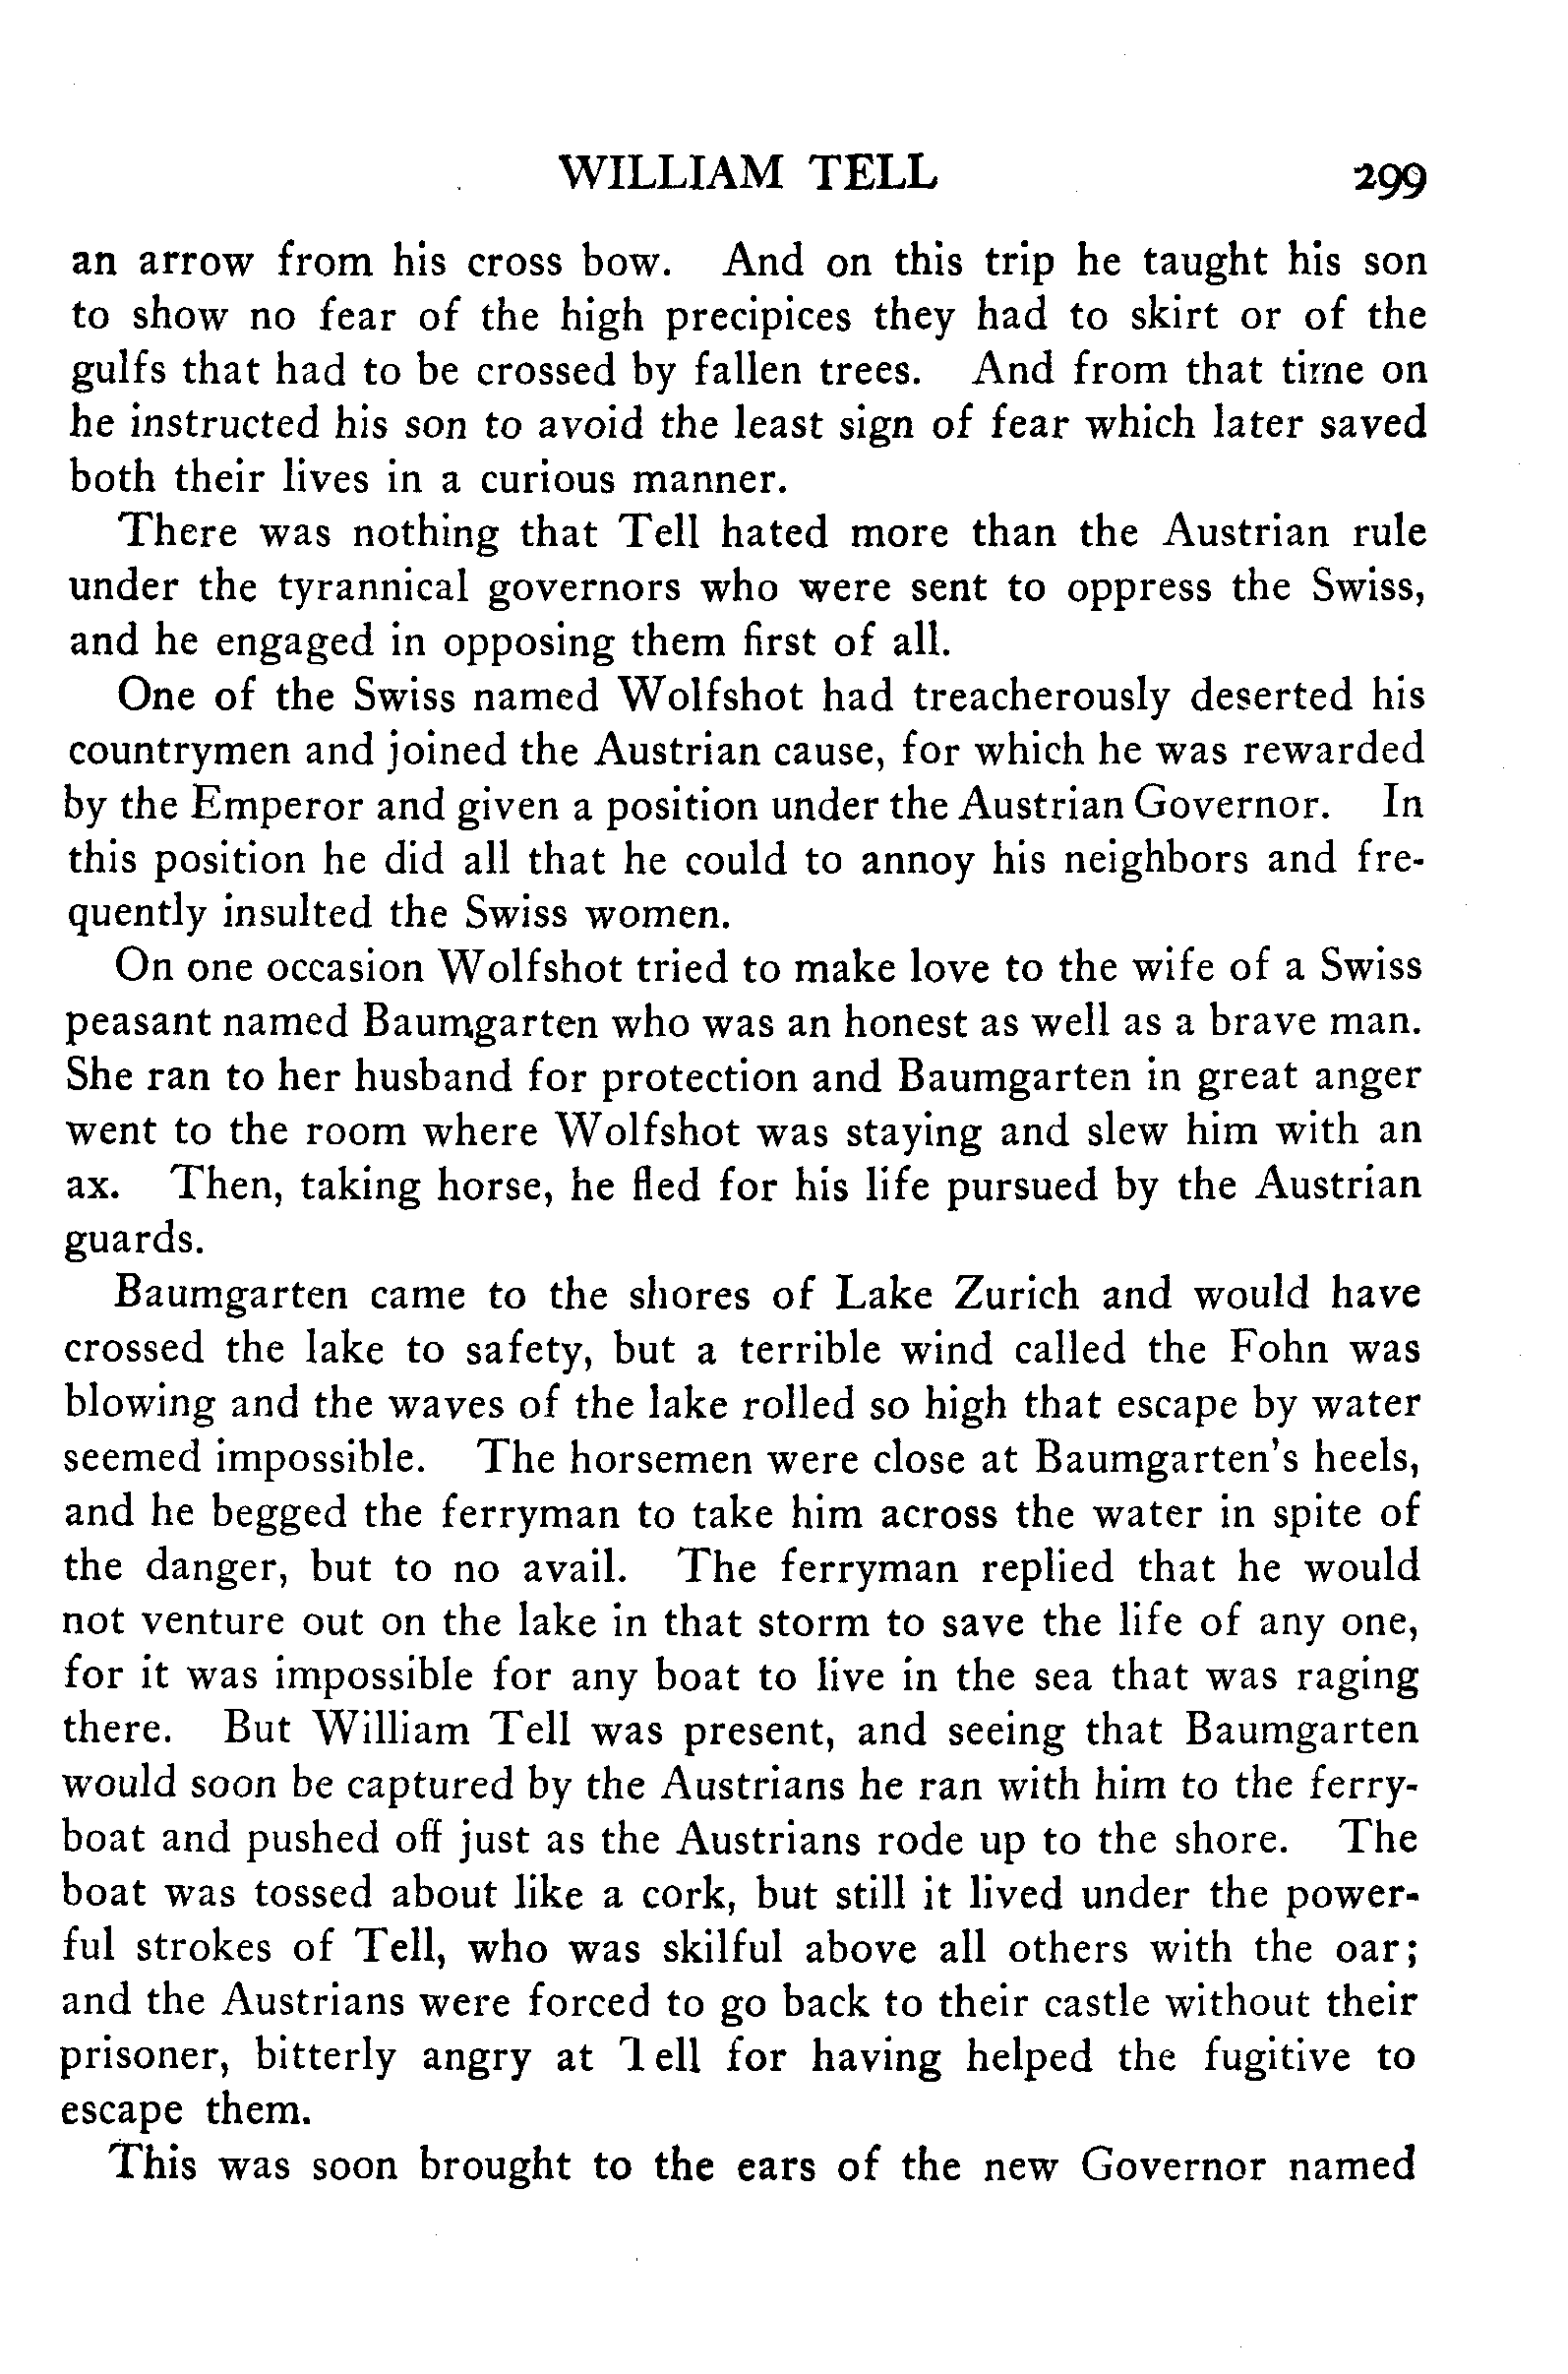 WILLIAM TELL 299
an arrow from his cross bow. And on this trip he taught his son
to show no fear of the high precipices they had to skirt or of the
gulfs that had to be crossed by fallen trees. And from that time on
he instructed his son to avoid the least sign of fear which later saved
both their lives in a curious manner.
There was nothing that Tell hated more than the Austrian rule
under the tyrannical governors who were sent to oppress the Swiss,
and he engaged in opposing them first of all.
One of the Swiss named Wolfshot had treacherously deserted his
countrymen and joined the Austrian cause, for which he was rewarded
by the Emperor and given a position under the Austrian Governor. In
this position he did all that he could to annoy his neighbors and fre-
quently insulted the Swiss women.
On one occasion Wolfshot tried to make love to the wife of a Swiss
peasant named Baumgarten who was an honest as well as a brave man.
She ran to her husband for protection and Baumgarten in great anger
went to the room where Wolfshot was staying and slew him with an
ax. Then, taking horse, he fled for his life pursued by the Austrian
guards.
Baumgarten came to the shores of Lake Zurich and would have
crossed the lake to safety, but a terrible wind called the Fohn was
blowing and the waves of the lake rolled so high that escape by water
seemed impossible. The horsemen were close at Baumgarten's heels,
and he begged the ferryman to take him across the water in spite of
the danger, but to no avail. The ferryman replied that he would
not venture out on the lake in that storm to save the life of any one,
for it was impossible for any boat to live in the sea that was raging
there. But William Tell was present, and seeing that Baumgarten
would soon be captured by the Austrians he ran with him to the ferry-
boat and pushed off just as the Austrians rode up to the shore. The
boat was tossed about like a cork, but still it lived under the power-
ful strokes of Tell, who was skilful above all others with the oar;
and the Austrians were forced to go back to their castle without their
prisoner, bitterly angry at Tell for having helped the fugitive to
escape them.
This was soon brought to the ears of the new Governor named